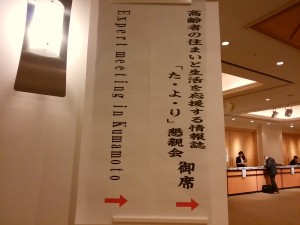 高齢者の住まいと生活を応援する情報誌
「た・よ・り」懇親会 御席
Expert meeting in Kumamoto